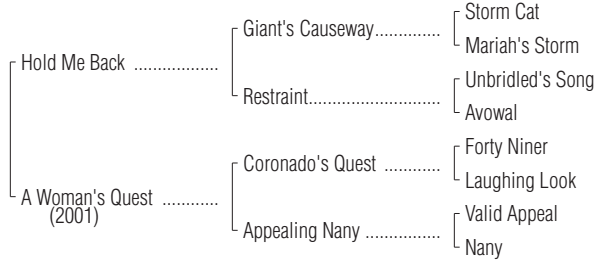 Storm Cat
Giant's Causeway..............
Mariah's Storm
Hold Me Back ..................
Unbridled's Song
Restraint............................
Avowal
Forty Niner
Coronado's Quest ............
Laughing Look
A Woman's Quest ............
(2001)
Valid Appeal
Appealing Nany ................
Nany